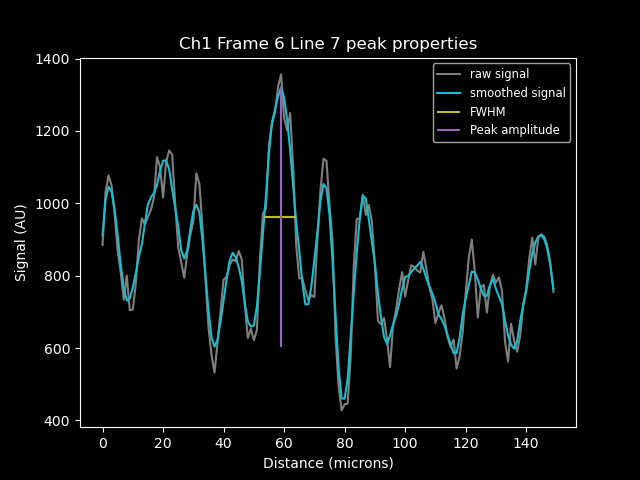 Ch1 Frame 6 Line 7 peak properties
raw signal
smoothed signal
FWHM
Peak amplitude
Signal (AU)
1400
1200
1000
800
600
400
0 20 40 60 80 100 120 140
Distance (microns)